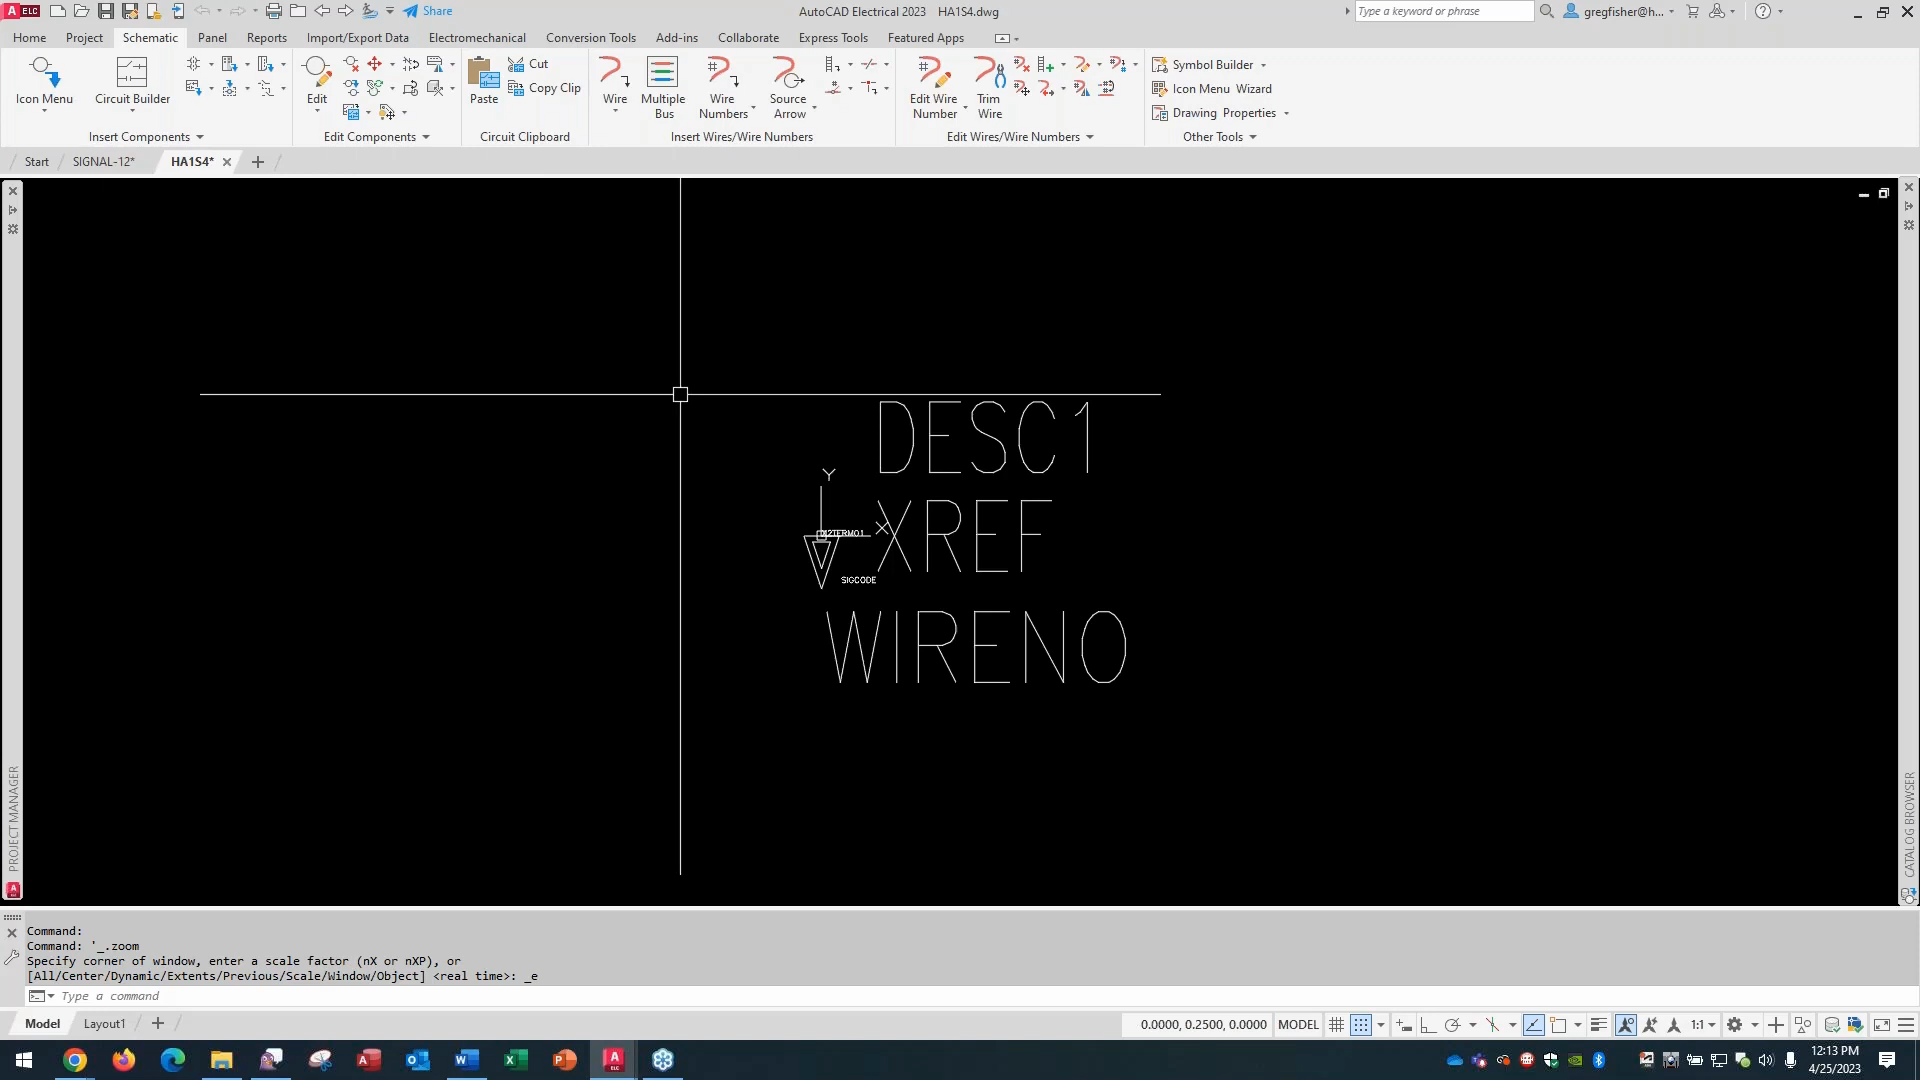 A ELC Share AutoCAD Electrical 2023 HA1S4.dwg Type a keyword or phrase gregfisher@h...
Home Project Schematic Panel Reports Import/Export Data Electromechanical Conversion Tools Add-ins Collaborate Express Tools Featured Apps
Icon Menu Circuit Builder Edit Paste Cut Copy Clip Wire Multiple Bus Wire Numbers Source Arrow Edit Wire Number Trim Wire Symbol Builder
Icon Menu Wizard
Drawing Properties
Insert Components Edit Components Circuit Clipboard Insert Wires/Wire Numbers Edit Wires/Wire Numbers Other Tools
Start SIGNAL-12* HA1S4*
DESC1
Y
XREF
X
SIGCODE
WIRENO
PROJECT MANAGER
CATALOG BROWSER
Command:
Command: '_.zoom
Specify corner of window, enter a scale factor (nX or nXP), or
[All/Center/Dynamic/Extents/Previous/Scale/Window/Object] <real time>: _e
Type a command
Model Layout1 0.0000, 0.2500, 0.0000 MODEL 1:1
12:13 PM
4/25/2023